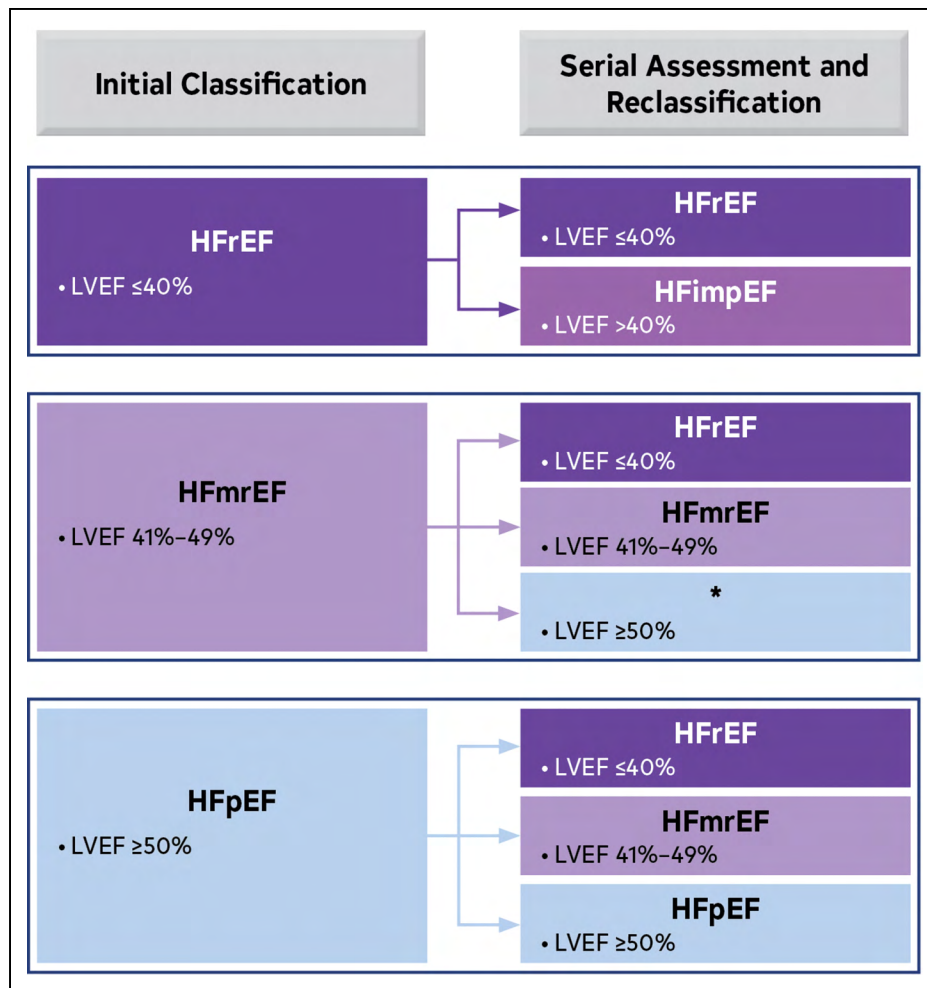 Initial Classification
Serial Assessment and
Reclassification
HFrEF
• LVEF ≤40%
HFrEF
• LVEF ≤40%
HFimpEF
• LVEF >40%
HFmrEF
• LVEF 41%–49%
HFrEF
• LVEF ≤40%
HFmrEF
• LVEF 41%–49%
*
• LVEF ≥50%
HFpEF
• LVEF ≥50%
HFrEF
• LVEF ≤40%
HFmrEF
• LVEF 41%–49%
HFpEF
• LVEF ≥50%